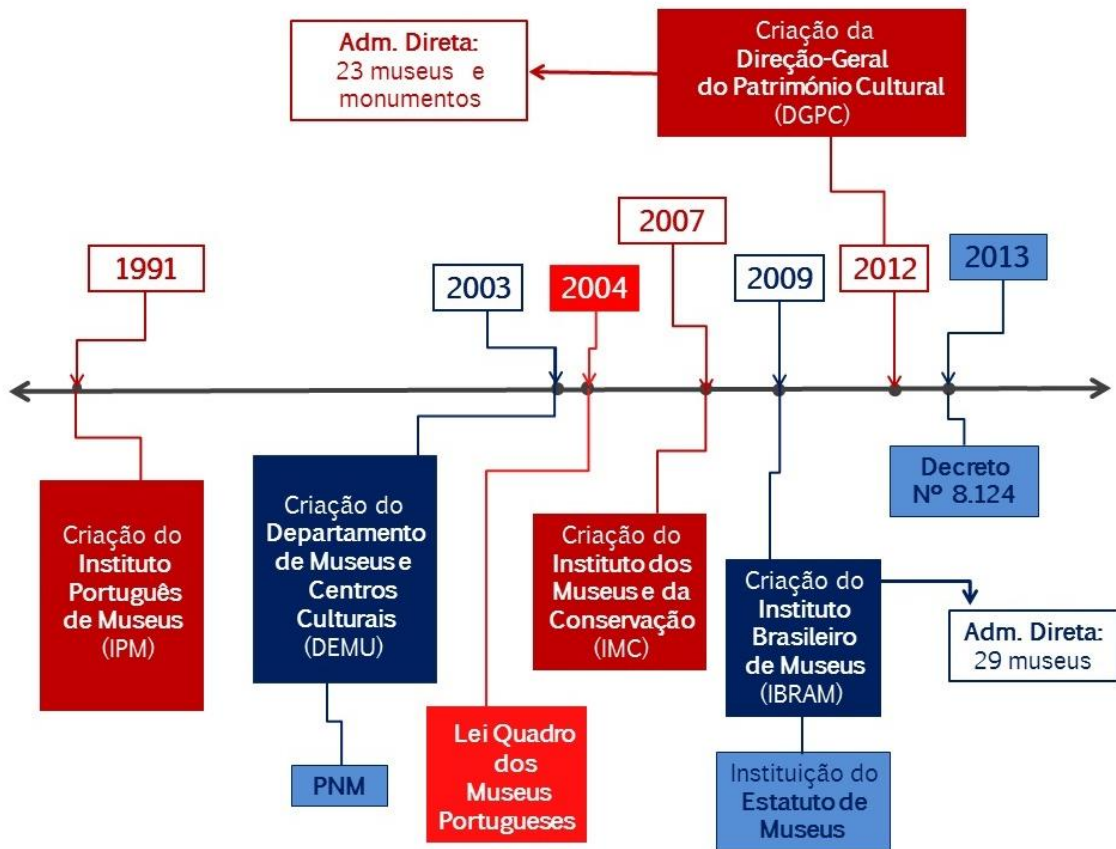 Adm. Direta:
23 museus e
monumentos
Criação da
Direção-Geral
do Património Cultural
(DGPC)
1991
2003
2004
2007
2009
2012
2013
Criação do
Instituto
Português
de Museus
(IPM)
Criação do
Departamento
de Museus e
Centros
Culturais
(DEMU)
PNM
Lei Quadro
dos
Museus
Portugueses
Criação do
Instituto dos
Museus e da
Conservação
(IMC)
Criação do
Instituto
Brasileiro
de Museus
(IBRAM)
Instituição do
Estatuto de
Museus
Decreto
Nº 8.124
Adm. Direta:
29 museus